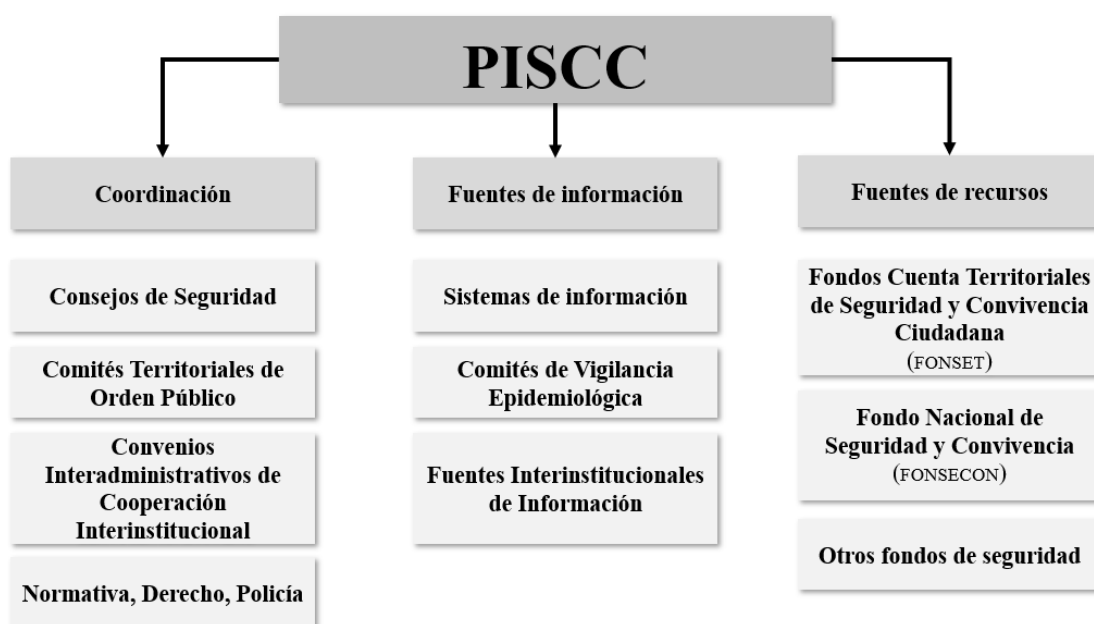 PISCC
Coordinación
Consejos de Seguridad
Comités Territoriales de
Orden Público
Convenios
Interadministrativos de
Cooperación
Interinstitucional
Normativa, Derecho, Policía
Fuentes de información
Sistemas de información
Comités de Vigilancia
Epidemiológica
Fuentes Interinstitucionales
de Información
Fuentes de recursos
Fondos Cuenta Territoriales
de Seguridad y Convivencia
Ciudadana
(FONSET)
Fondo Nacional de
Seguridad y Convivencia
(FONSECON)
Otros fondos de seguridad